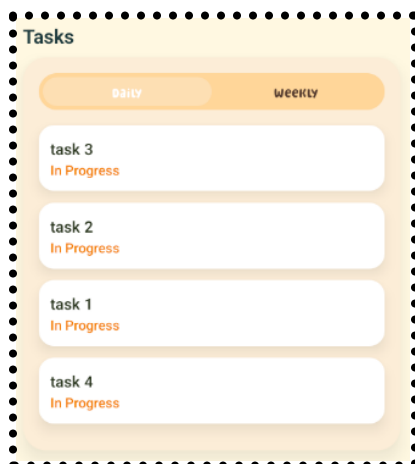 Tasks
Daily
Weekly
task 3
In Progress
task 2
In Progress
task 1
In Progress
task 4
In Progress